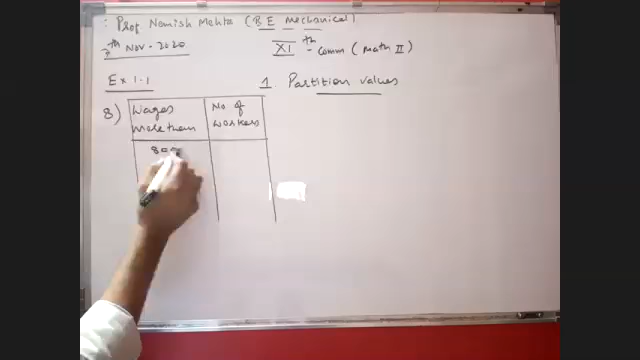 : Prof Namish Mehta (B E Mechanical)
7th Nov - 2020
XI th - Comm (Math II)
Ex 1.1
1. Partition values
8)
Wages more than
No of workers
800